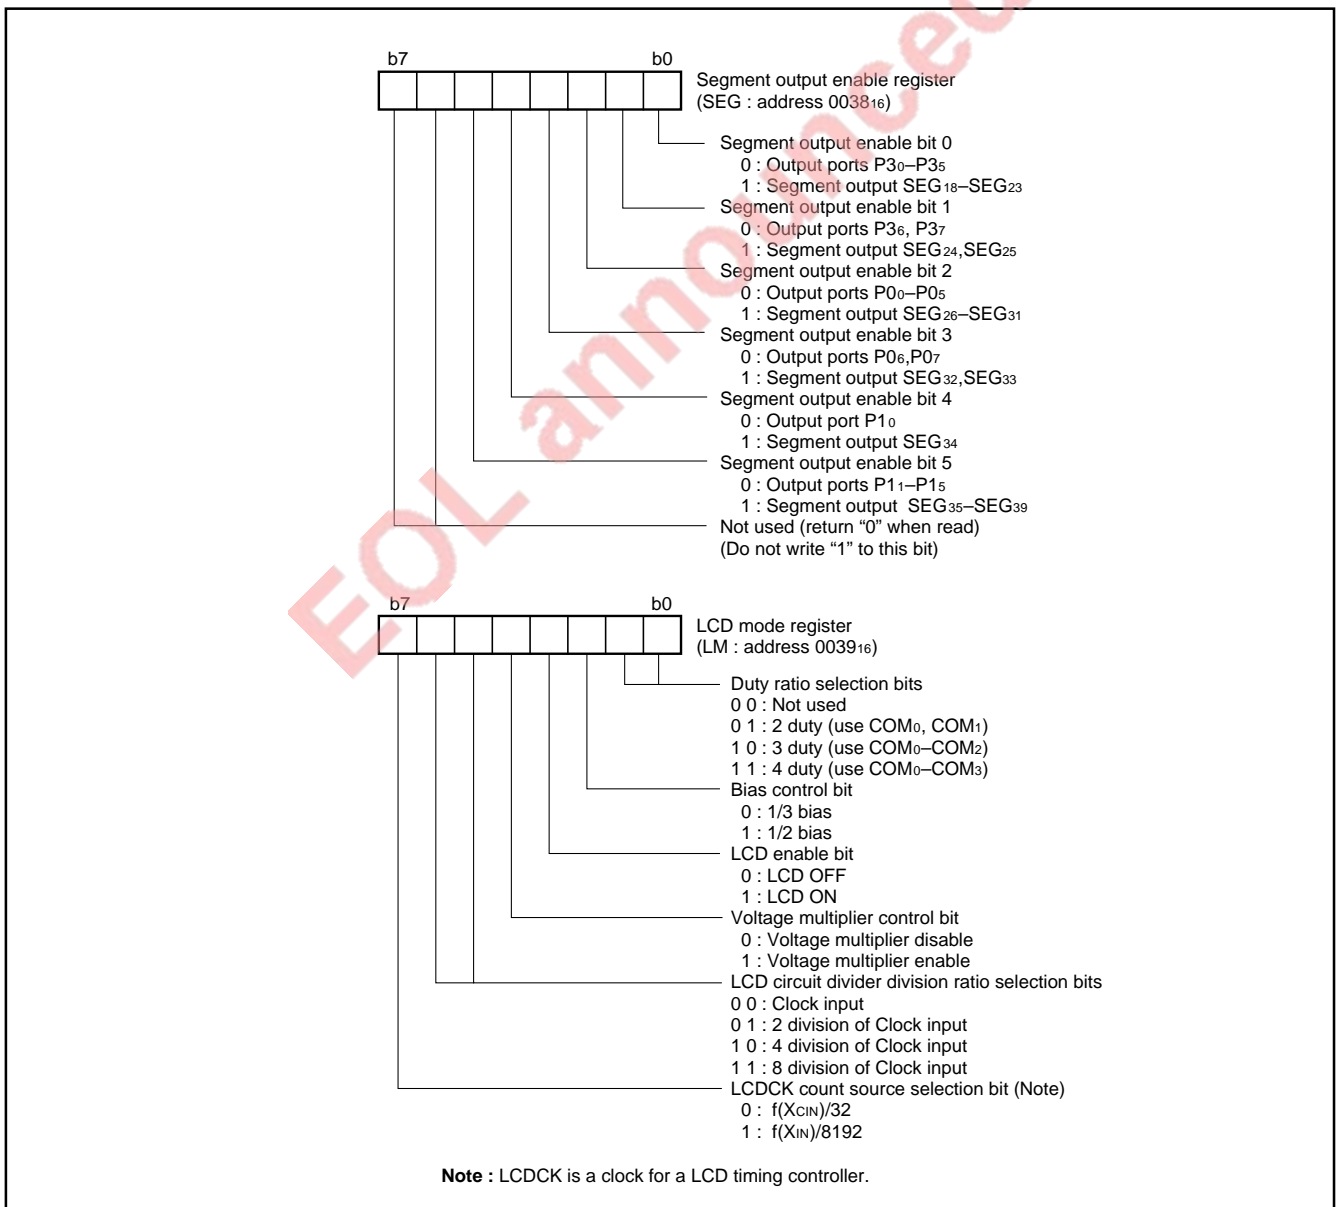 b7 b0
Segment output enable register
(SEG : address 003816)
Segment output enable bit 0
0 : Output ports P30–P35
1 : Segment output SEG18–SEG23
Segment output enable bit 1
0 : Output ports P36, P37
1 : Segment output SEG24,SEG25
Segment output enable bit 2
0 : Output ports P00–P05
1 : Segment output SEG26–SEG31
Segment output enable bit 3
0 : Output ports P06,P07
1 : Segment output SEG32,SEG33
Segment output enable bit 4
0 : Output port P10
1 : Segment output SEG34
Segment output enable bit 5
0 : Output ports P11–P15
1 : Segment output SEG35–SEG39
Not used (return “0” when read)
(Do not write “1” to this bit)
b7 b0
LCD mode register
(LM : address 003916)
Duty ratio selection bits
0 0 : Not used
0 1 : 2 duty (use COM0, COM1)
1 0 : 3 duty (use COM0–COM2)
1 1 : 4 duty (use COM0–COM3)
Bias control bit
0 : 1/3 bias
1 : 1/2 bias
LCD enable bit
0 : LCD OFF
1 : LCD ON
Voltage multiplier control bit
0 : Voltage multiplier disable
1 : Voltage multiplier enable
LCD circuit divider division ratio selection bits
0 0 : Clock input
0 1 : 2 division of Clock input
1 0 : 4 division of Clock input
1 1 : 8 division of Clock input
LCDCK count source selection bit (Note)
0 : f(XCIN)/32
1 : f(XIN)/8192
Note : LCDCK is a clock for a LCD timing controller.
EOL announced